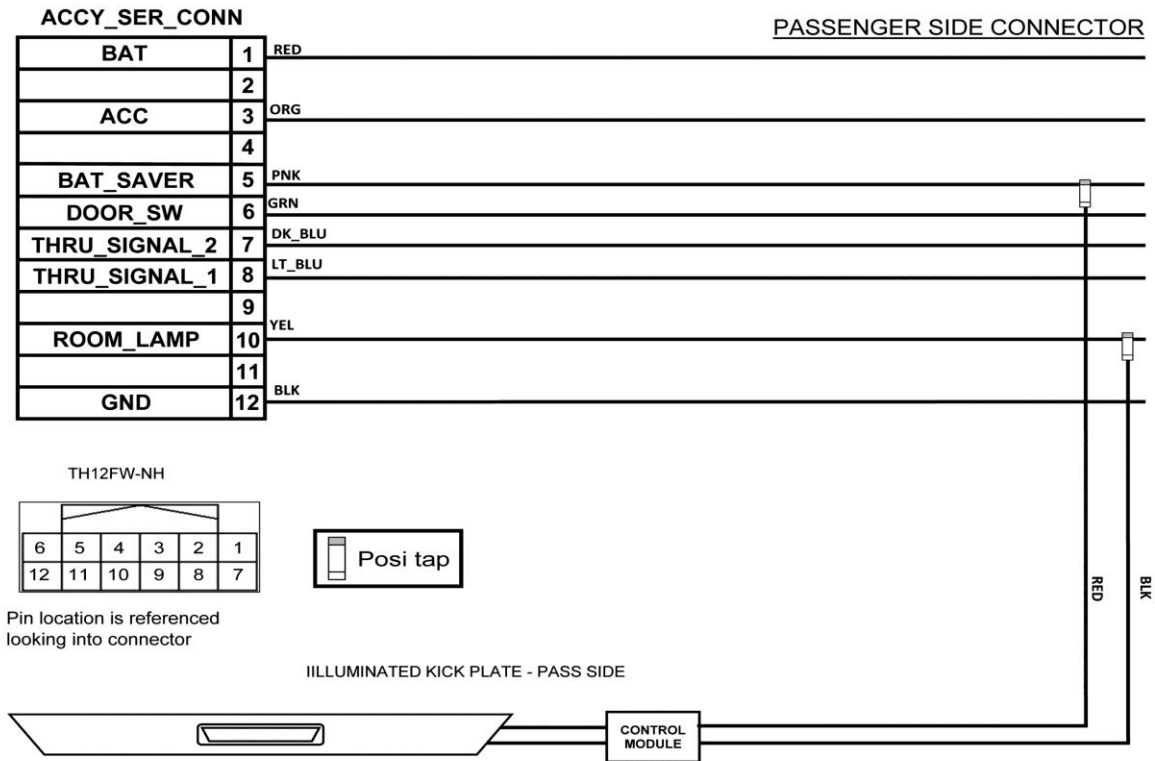 ACCY_SER_CONN
PASSENGER SIDE CONNECTOR
BAT 1 RED
2
ACC 3 ORG
4
BAT_SAVER 5 PNK
DOOR_SW 6 GRN
THRU_SIGNAL_2 7 DK_BLU
THRU_SIGNAL_1 8 LT_BLU
9
ROOM_LAMP 10 YEL
11
GND 12 BLK
TH12FW-NH
6 5 4 3 2 1
12 11 10 9 8 7
Posi tap
Pin location is referenced
looking into connector
RED
BLK
IILLUMINATED KICK PLATE - PASS SIDE
CONTROL
MODULE